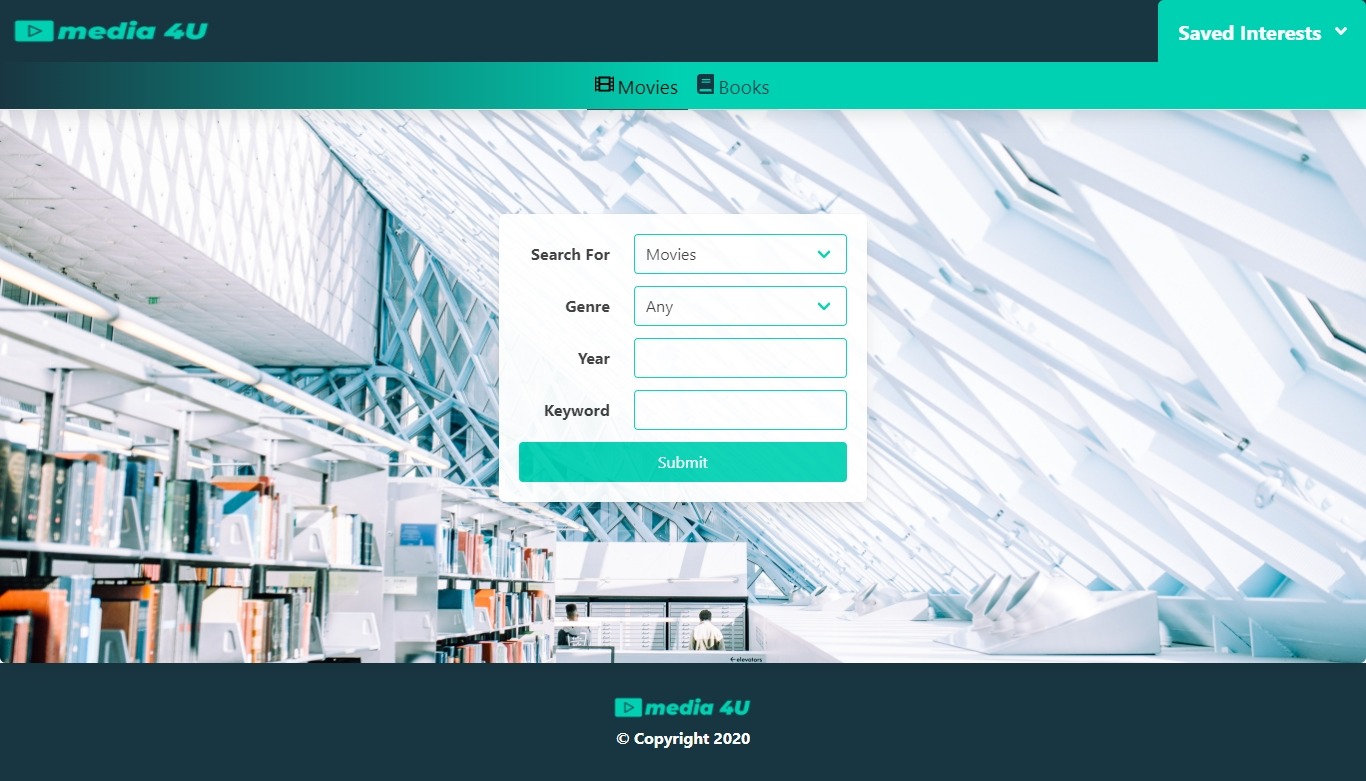 media 4U
Saved Interests
Movies Books
Search For Movies
Genre Any
Year
Keyword
Submit
←elevators
media 4U
© Copyright 2020